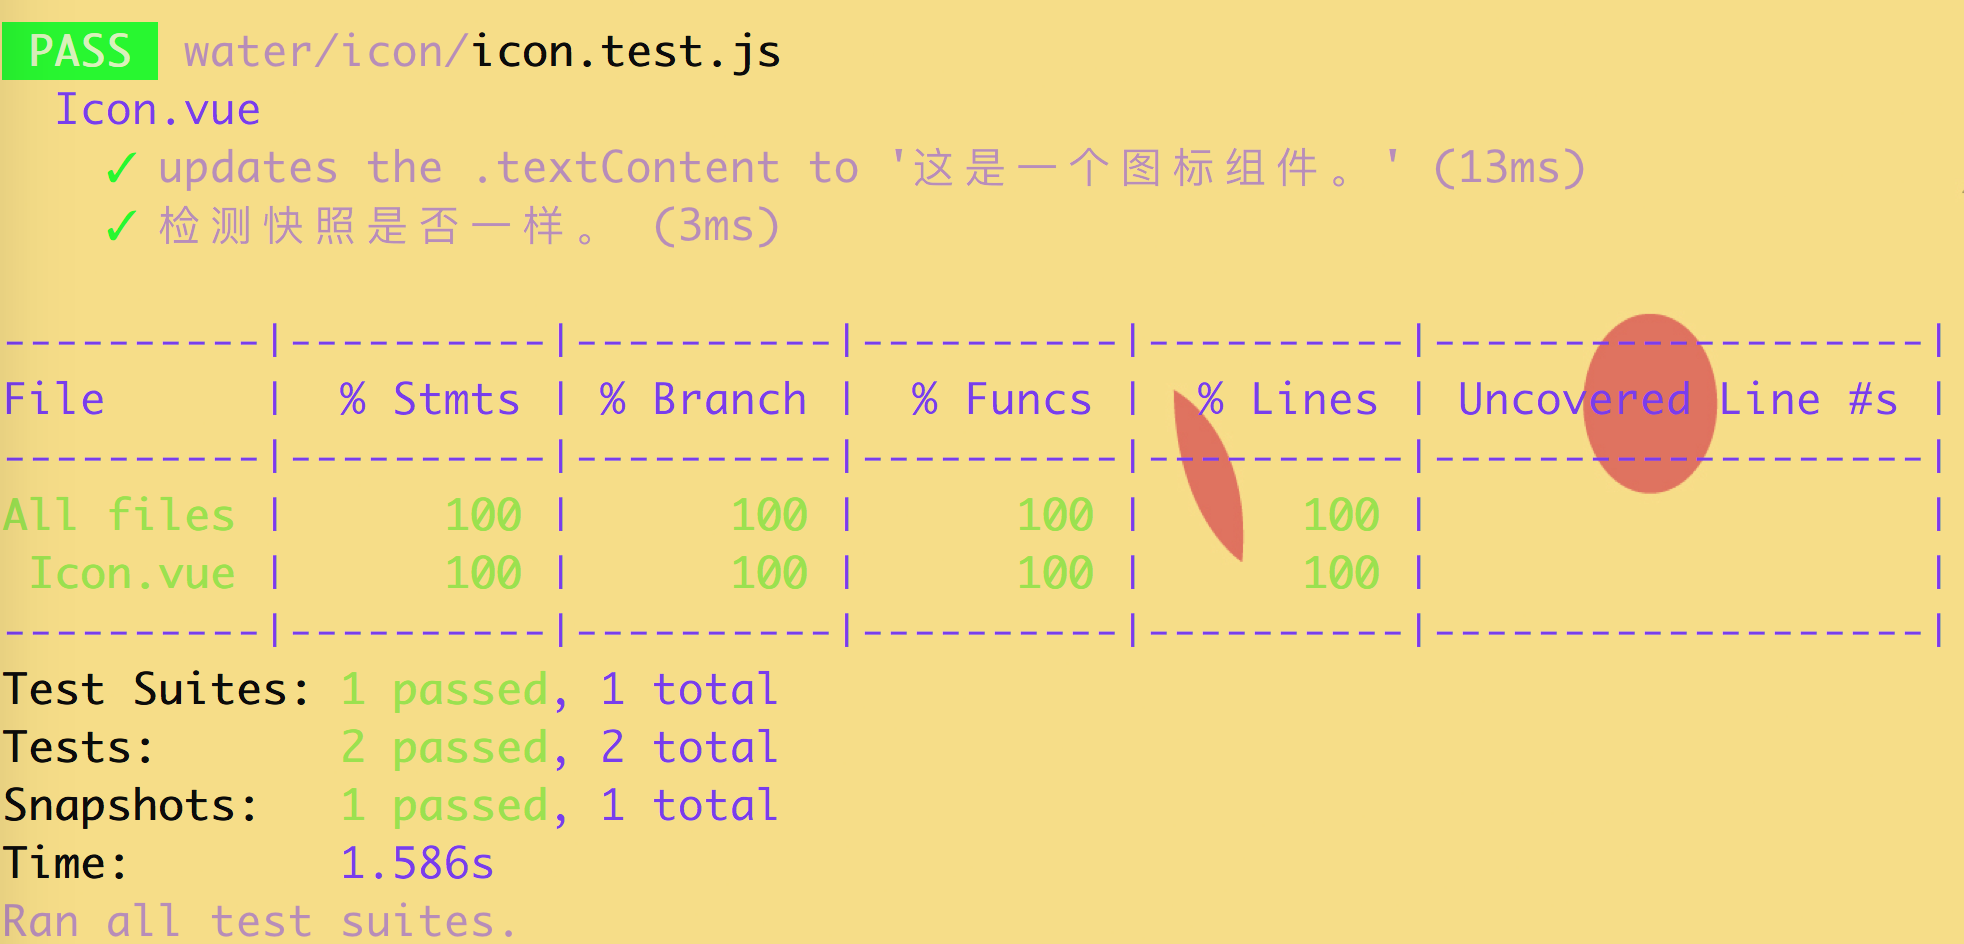 PASS water/icon/icon.test.js
Icon.vue
✓ updates the .textContent to '这是一个图标组件。' (13ms)
✓ 检测快照是否一样。 (3ms)
----------|----------|----------|----------|----------|-------------------|
File | % Stmts | % Branch | % Funcs | % Lines | Uncovered Line #s |
----------|----------|----------|----------|----------|-------------------|
All files | 100 | 100 | 100 | 100 | |
Icon.vue | 100 | 100 | 100 | 100 | |
----------|----------|----------|----------|----------|-------------------|
Test Suites: 1 passed, 1 total
Tests: 2 passed, 2 total
Snapshots: 1 passed, 1 total
Time: 1.586s
Ran all test suites.